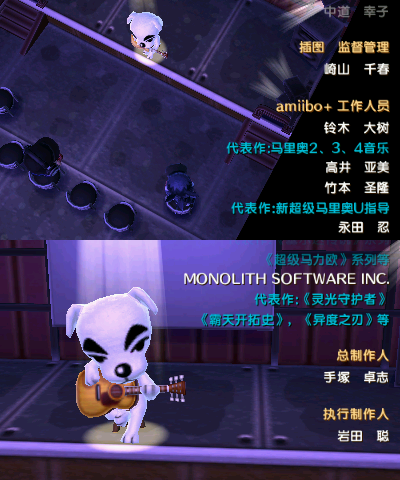 中道 幸子
插图 监督管理
崎山 千春
amiibo+ 工作人员
铃木 大树
代表作:马里奥2、3、4音乐
高井 亚美
竹本 圣隆
代表作:新超级马里奥U指导
永田 忍
《超级马力欧》系列等
MONOLITH SOFTWARE INC.
代表作:《灵光守护者》
《霸天开拓史》,《异度之刃》等
总制作人
手塚 卓志
执行制作人
岩田 聪